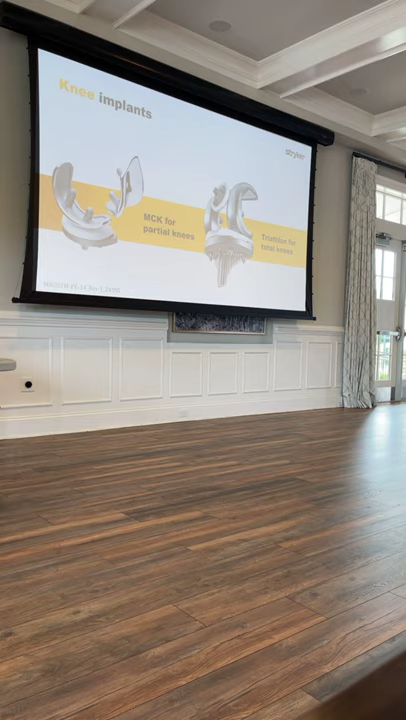 Knee implants
stryker
MCK for
partial knees
Triathlon for
total knees